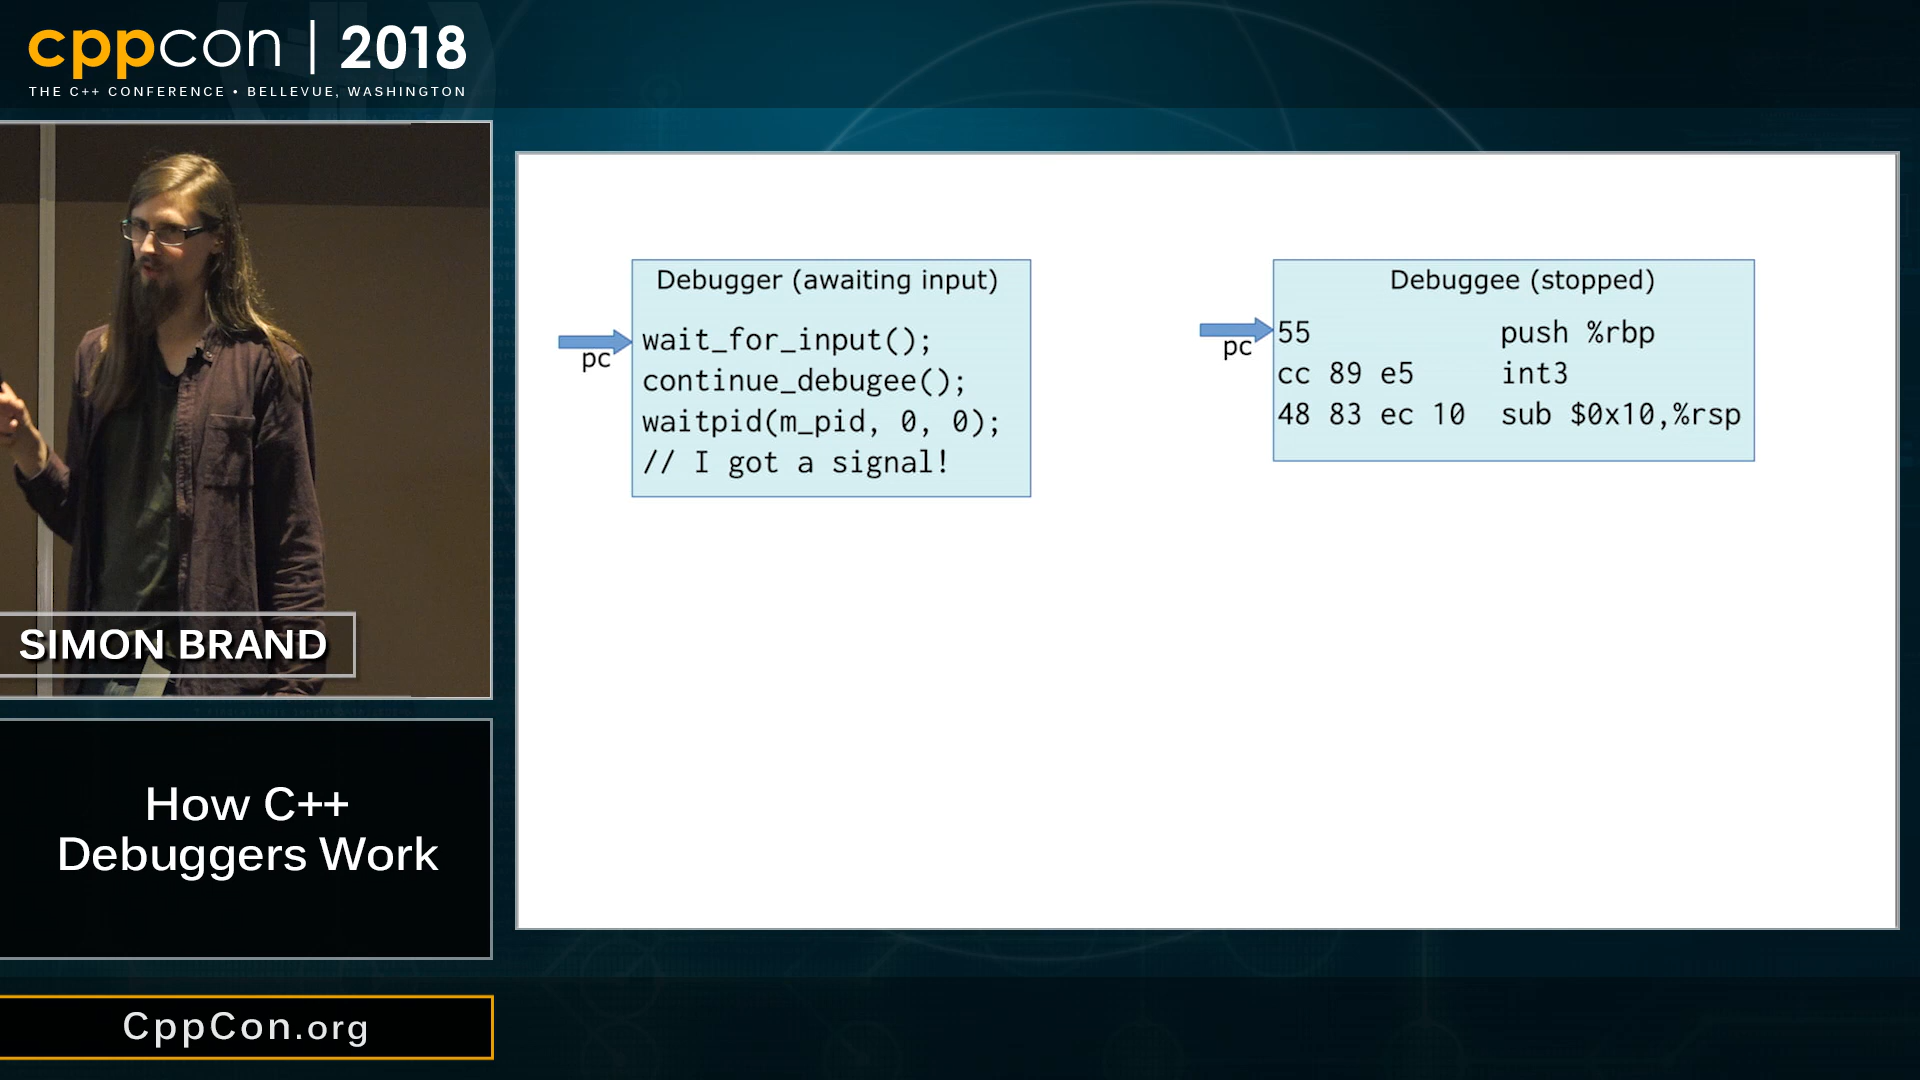 cppcon | 2018
THE C++ CONFERENCE • BELLEVUE, WASHINGTON
SIMON BRAND
How C++
Debuggers Work
CppCon.org
Debugger (awaiting input)
pc
wait_for_input();
continue_debugee();
waitpid(m_pid, 0, 0);
// I got a signal!
Debuggee (stopped)
pc
55 push %rbp
cc 89 e5 int3
48 83 ec 10 sub $0x10,%rsp